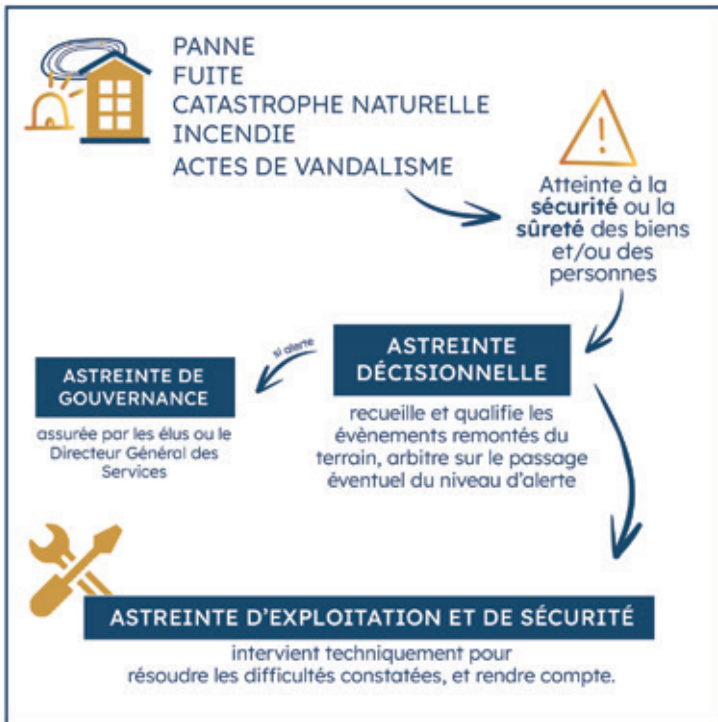 PANNE
FUITE
CATASTROPHE NATURELLE
INCENDIE
ACTES DE VANDALISME
!
Atteinte à la
sécurité ou la
sûreté des biens
et/ou des
personnes
si alerte
ASTREINTE
DÉCISIONNELLE
recueille et qualifie les
évènements remontés du
terrain, arbitre sur le passage
éventuel du niveau d'alerte
ASTREINTE DE
GOUVERNANCE
assurée par les élus ou le
Directeur Général des
Services
ASTREINTE D'EXPLOITATION ET DE SÉCURITÉ
intervient techniquement pour
résoudre les difficultés constatées, et rendre compte.